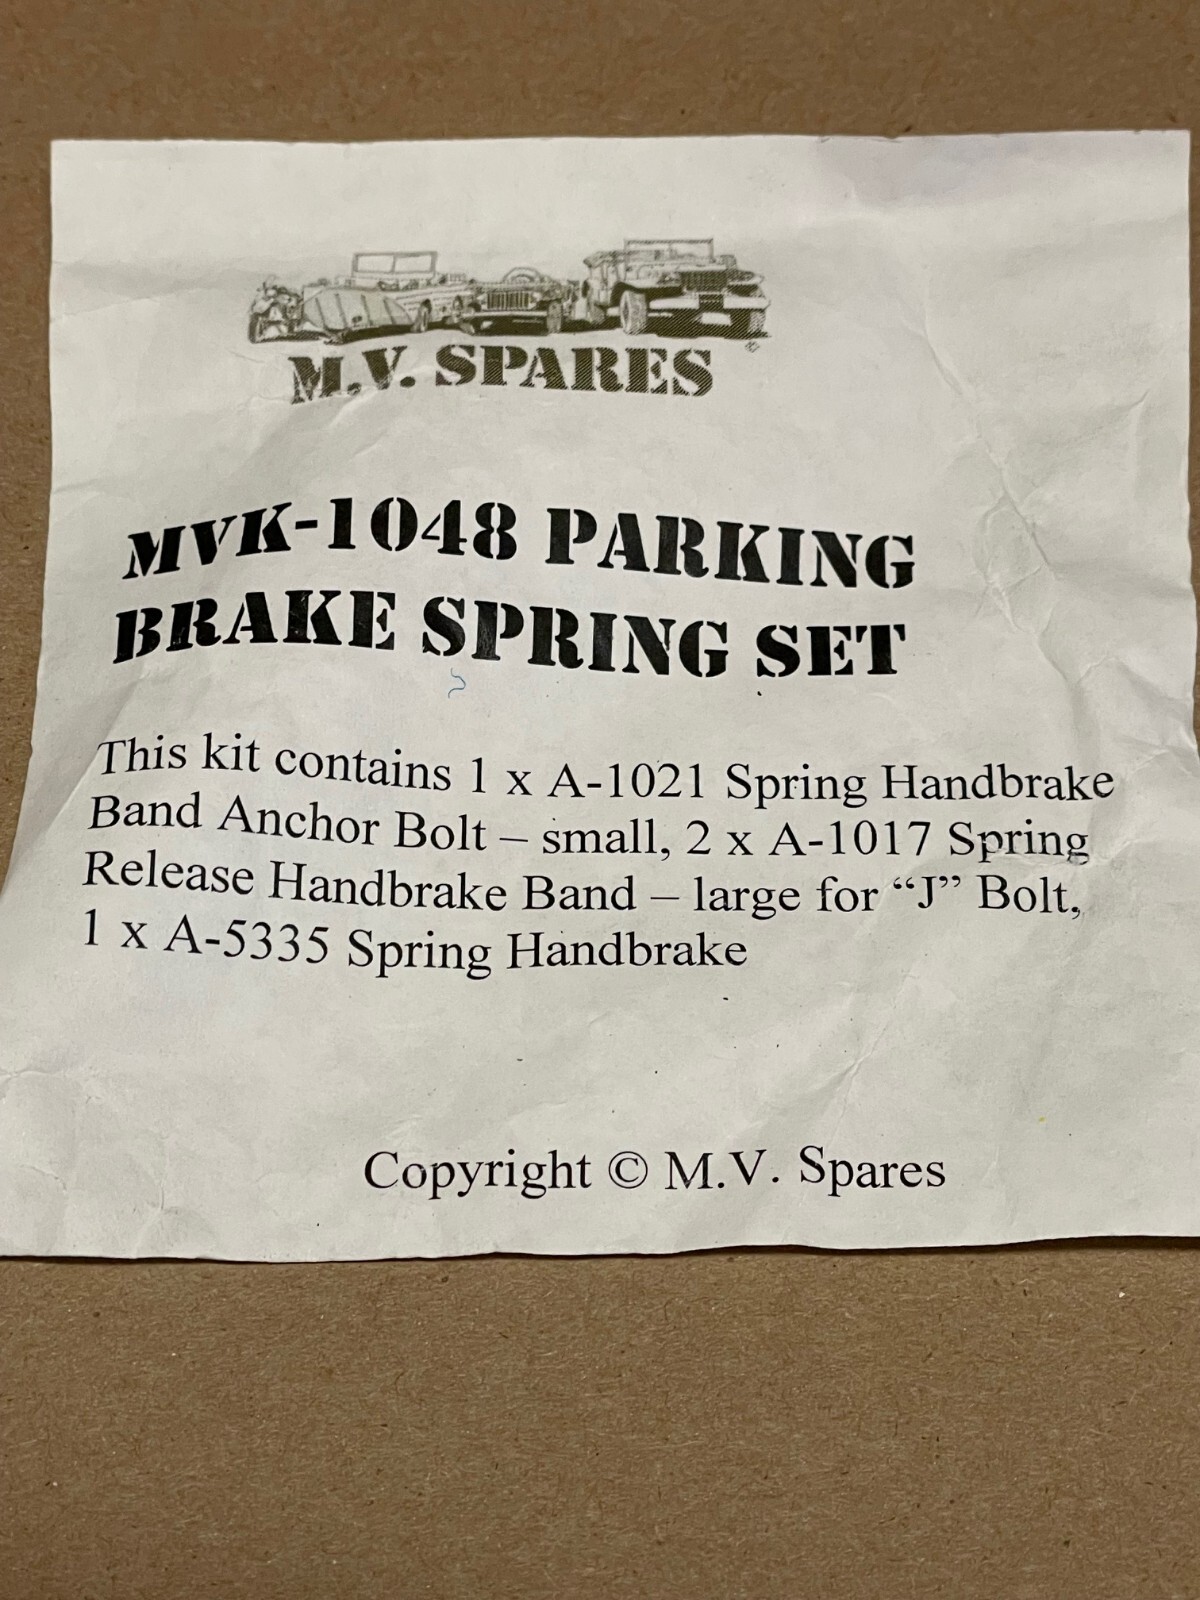 M.V. SPARES
MVK-1048 PARKING
BRAKE SPRING SET
This kit contains 1 x A-1021 Spring Handbrake
Band Anchor Bolt – small, 2 x A-1017 Spring
Release Handbrake Band – large for “J” Bolt,
1 x A-5335 Spring Handbrake
Copyright © M.V. Spares